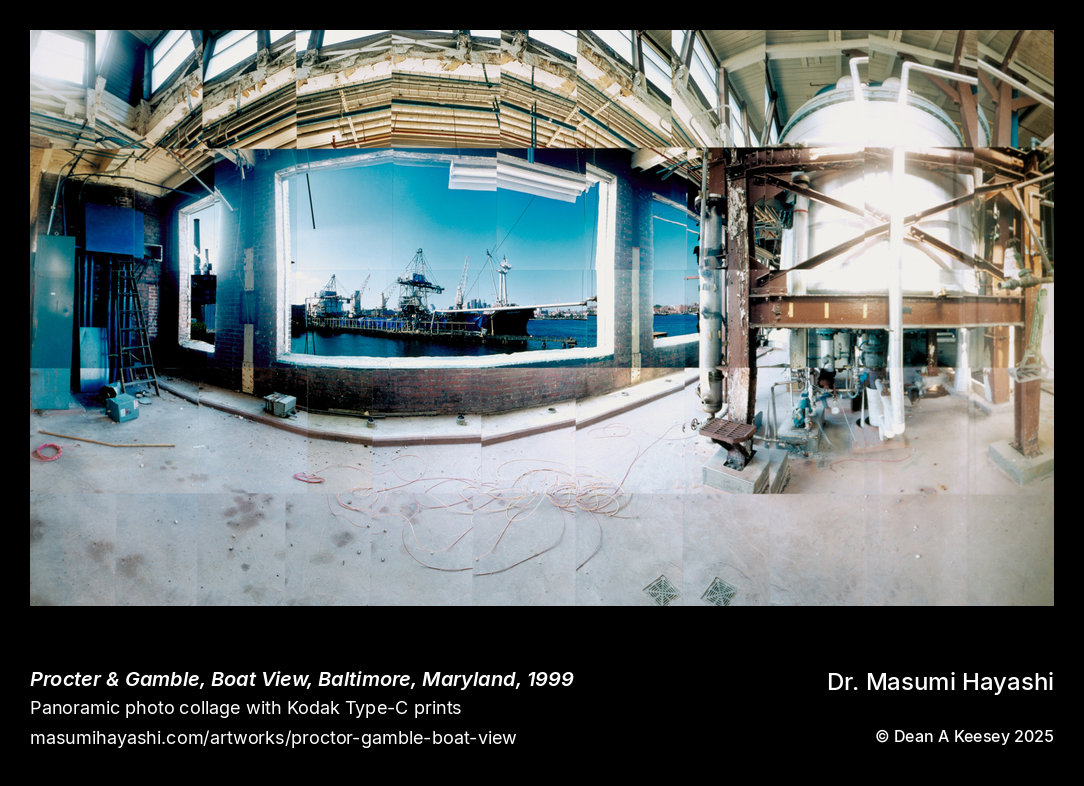 Procter & Gamble, Boat View, Baltimore, Maryland, 1999
Panoramic photo collage with Kodak Type-C prints
masumihayashi.com/artworks/proctor-gamble-boat-view
Dr. Masumi Hayashi
© Dean A Keesey 2025